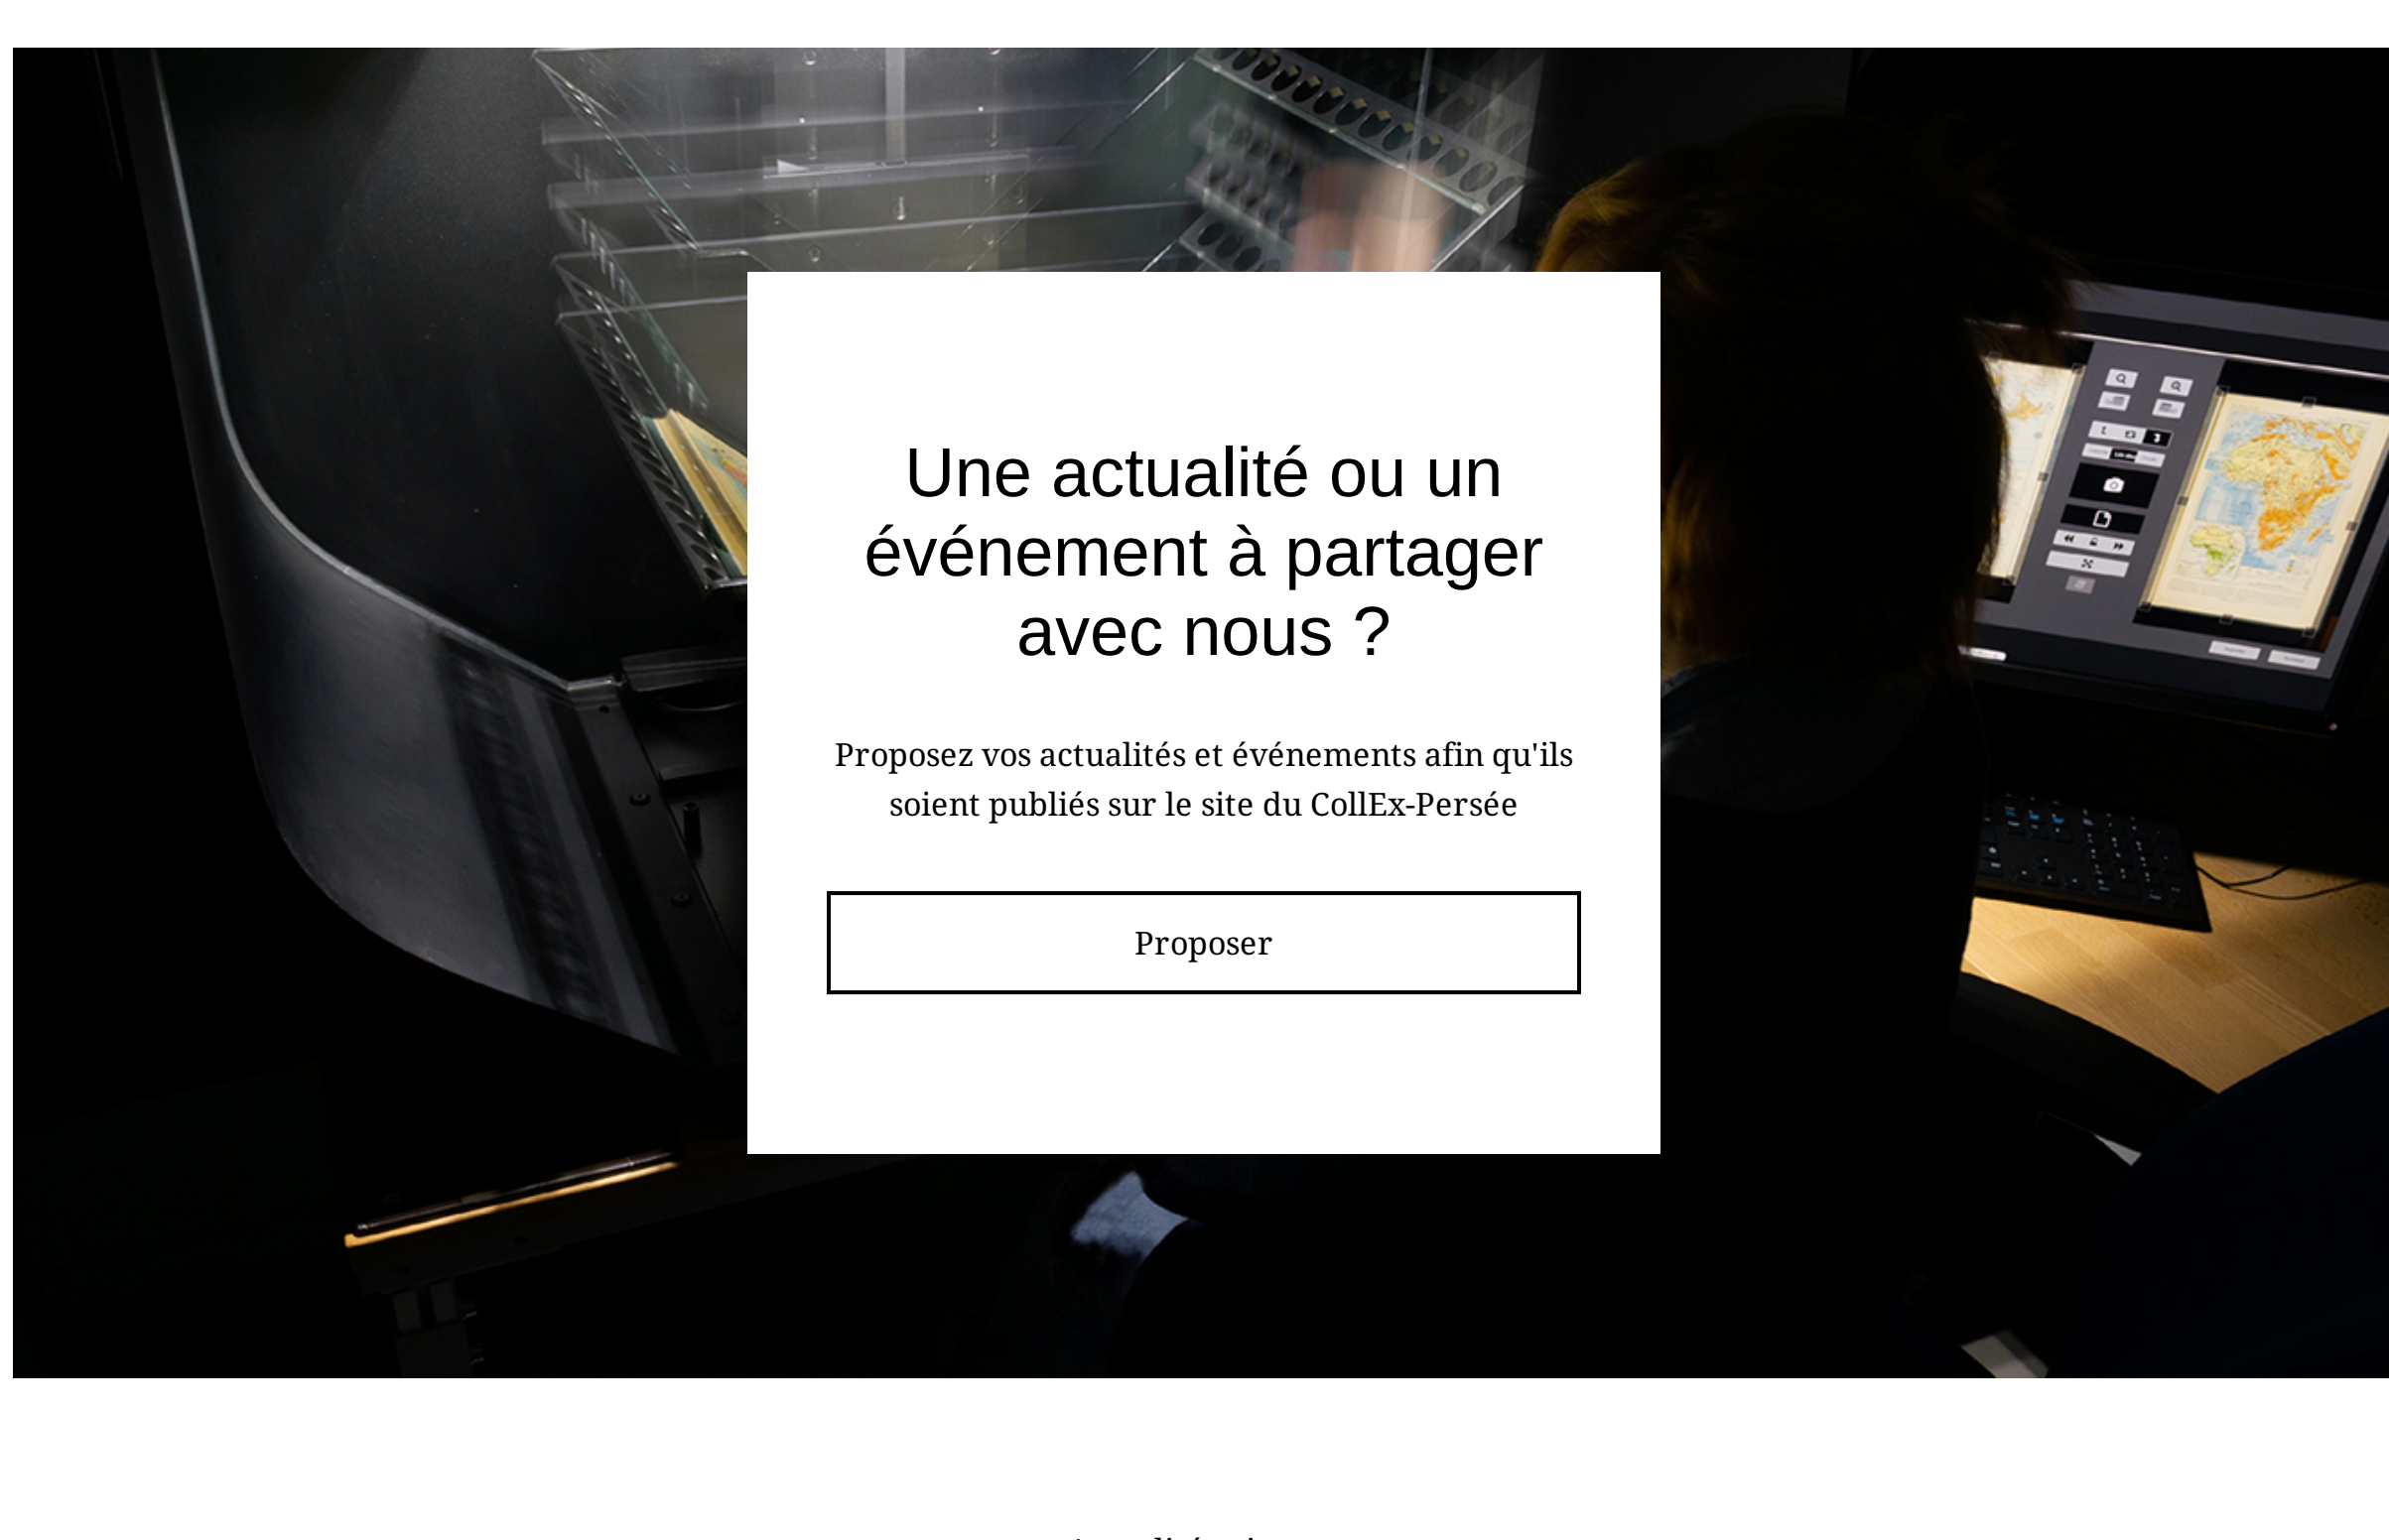 Une actualité ou un
événement à partager
avec nous ?
Proposez vos actualités et événements afin qu'ils
soient publiés sur le site du CollEx-Persée
Proposer